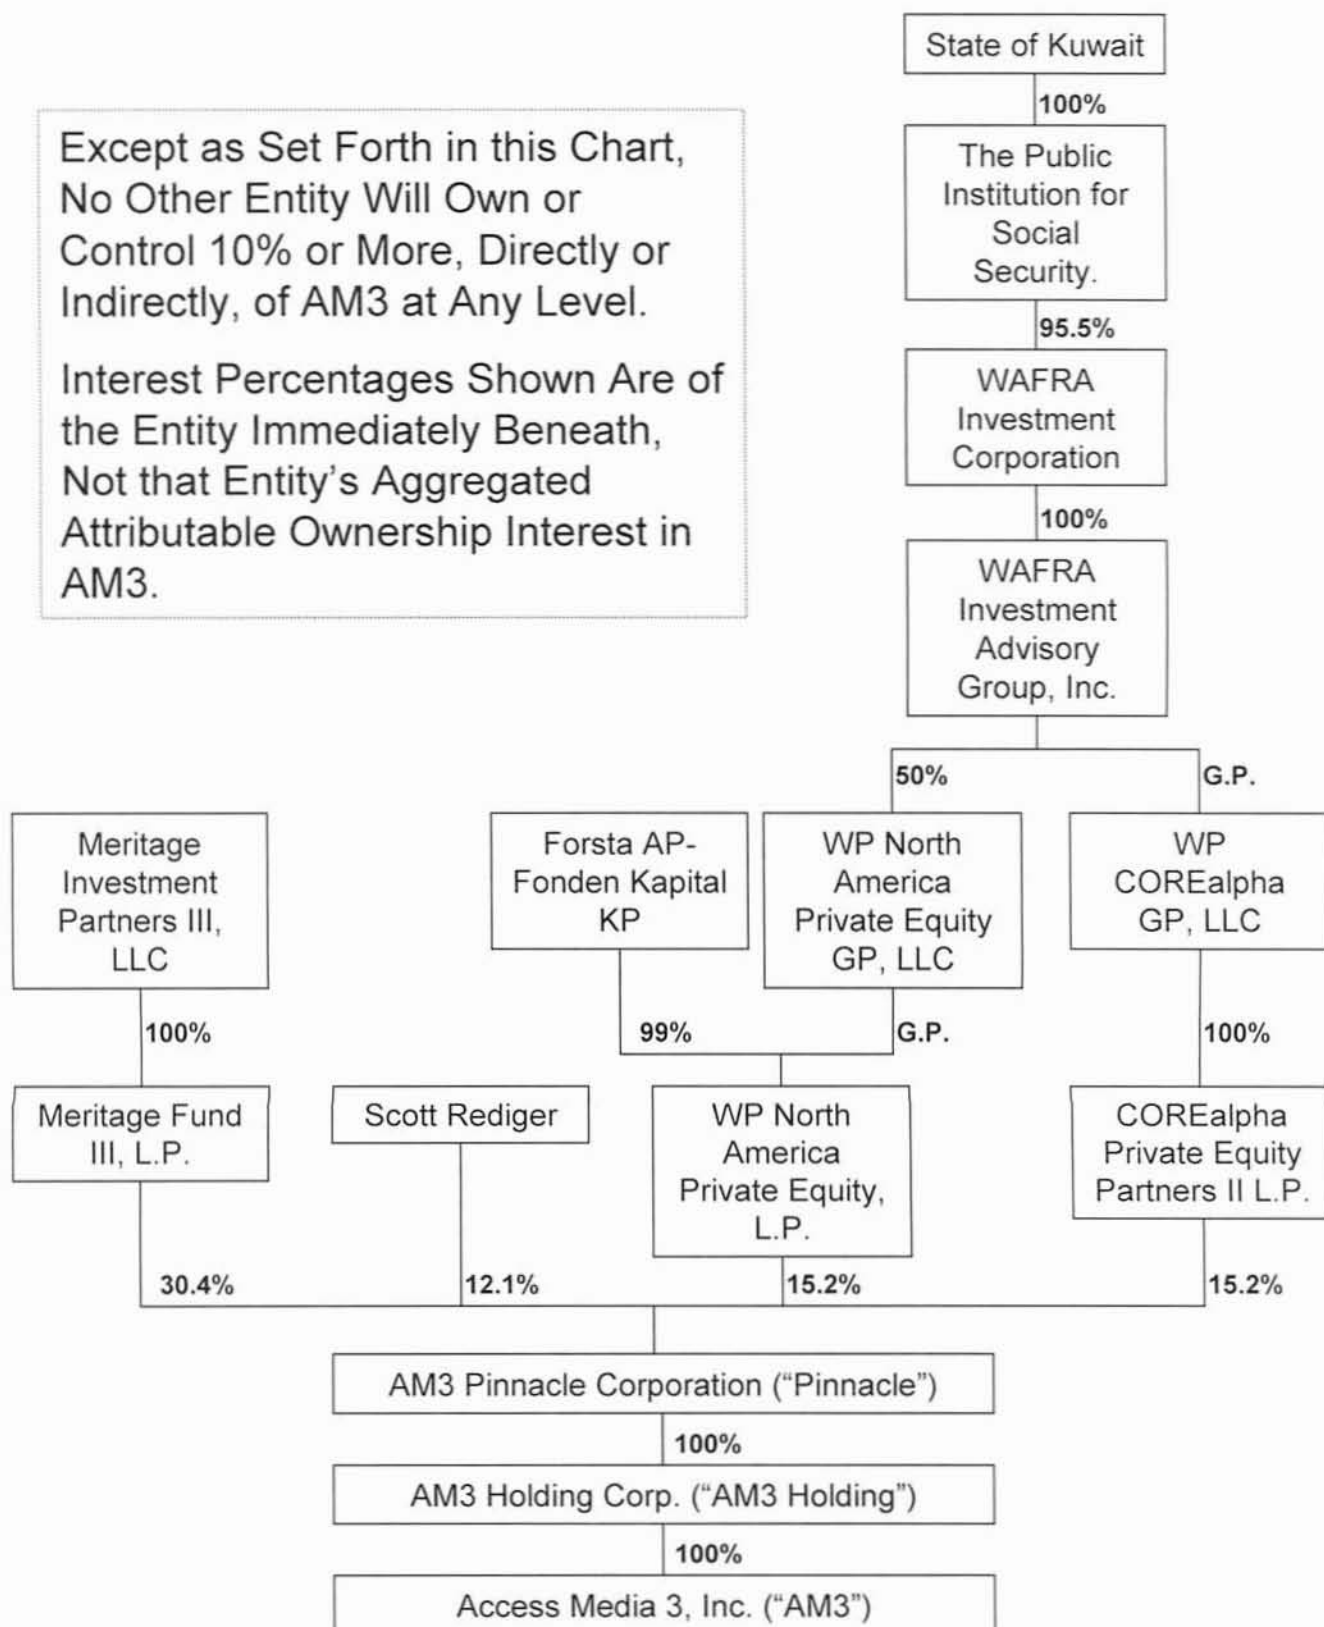 State of Kuwait
100%
Except as Set Forth in this Chart,
No Other Entity Will Own or
Control 10% or More, Directly or
Indirectly, of AM3 at Any Level.
Interest Percentages Shown Are of
the Entity Immediately Beneath,
Not that Entity's Aggregated
Attributable Ownership Interest in
AM3.
The Public
Institution for
Social
Security.
95.5%
WAFRA
Investment
Corporation
100%
WAFRA
Investment
Advisory
Group, Inc.
50%
G.P.
Meritage
Investment
Partners III,
LLC
Forsta AP-
Fonden Kapital
KP
WP North
America
Private Equity
GP, LLC
WP
COREalpha
GP, LLC
100%
99%
G.P.
100%
Meritage Fund
III, L.P.
Scott Rediger
WP North
America
Private Equity,
L.P.
COREalpha
Private Equity
Partners II L.P.
30.4%
12.1%
15.2%
15.2%
AM3 Pinnacle Corporation (“Pinnacle”)
100%
AM3 Holding Corp. (“AM3 Holding”)
100%
Access Media 3, Inc. (“AM3”)